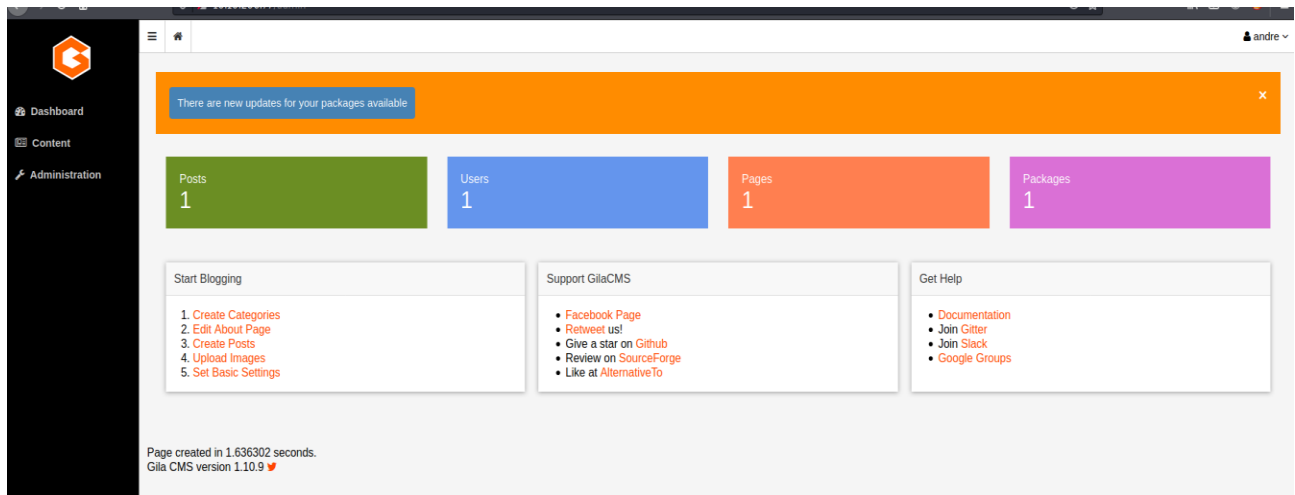 andre
Dashboard
Content
Administration
There are new updates for your packages available
×
Posts
1
Users
1
Pages
1
Packages
1
Start Blogging
1. Create Categories
2. Edit About Page
3. Create Posts
4. Upload Images
5. Set Basic Settings
Support GilaCMS
• Facebook Page
• Retweet us!
• Give a star on Github
• Review on SourceForge
• Like at AlternativeTo
Get Help
• Documentation
• Join Gitter
• Join Slack
• Google Groups
Page created in 1.636302 seconds.
Gila CMS version 1.10.9